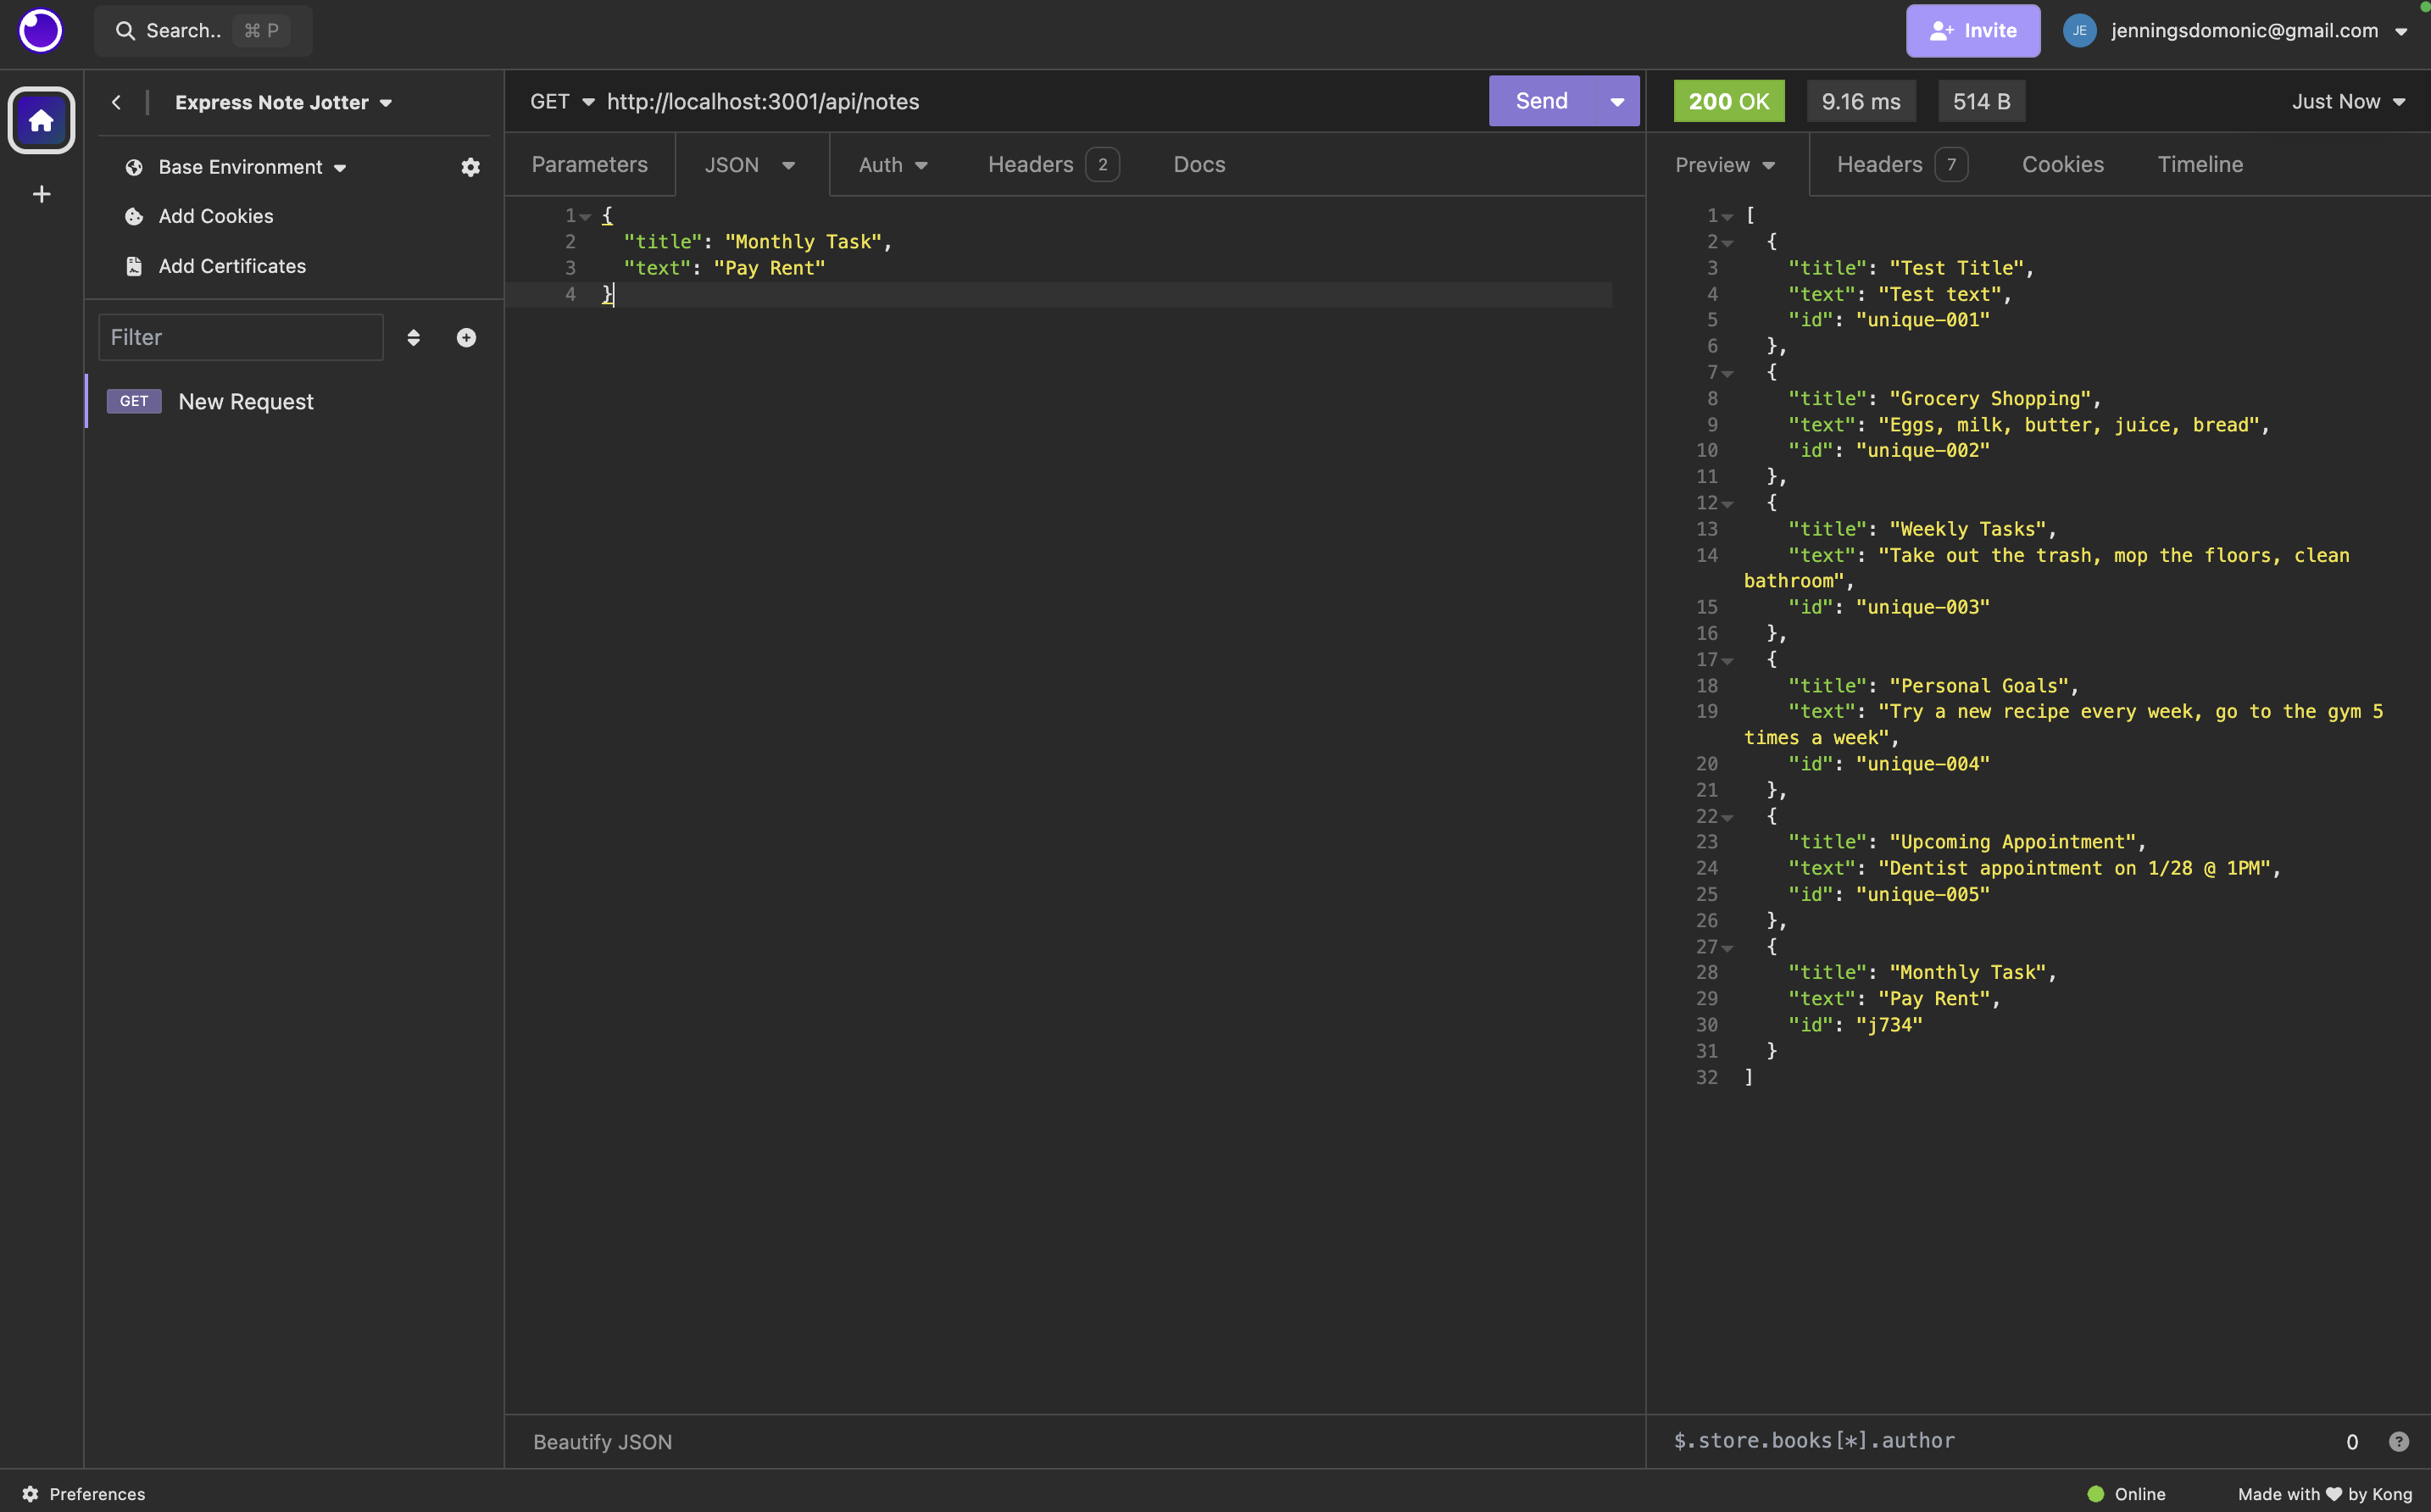 Search.. ⌘ P
Invite
JE jenningsdomonic@gmail.com
Express Note Jotter
Base Environment
Add Cookies
Add Certificates
Filter
GET New Request
GET http://localhost:3001/api/notes
Send
Parameters JSON Auth Headers 2 Docs
1 {
2 "title": "Monthly Task",
3 "text": "Pay Rent"
4 }
Beautify JSON
200 OK 9.16 ms 514 B Just Now
Preview Headers 7 Cookies Timeline
1 [
2 {
3 "title": "Test Title",
4 "text": "Test text",
5 "id": "unique-001"
6 },
7 {
8 "title": "Grocery Shopping",
9 "text": "Eggs, milk, butter, juice, bread",
10 "id": "unique-002"
11 },
12 {
13 "title": "Weekly Tasks",
14 "text": "Take out the trash, mop the floors, clean
bathroom",
15 "id": "unique-003"
16 },
17 {
18 "title": "Personal Goals",
19 "text": "Try a new recipe every week, go to the gym 5
times a week",
20 "id": "unique-004"
21 },
22 {
23 "title": "Upcoming Appointment",
24 "text": "Dentist appointment on 1/28 @ 1PM",
25 "id": "unique-005"
26 },
27 {
28 "title": "Monthly Task",
29 "text": "Pay Rent",
30 "id": "j734"
31 }
32 ]
$.store.books[*].author 0 ?
Preferences
Online
Made with ♥ by Kong